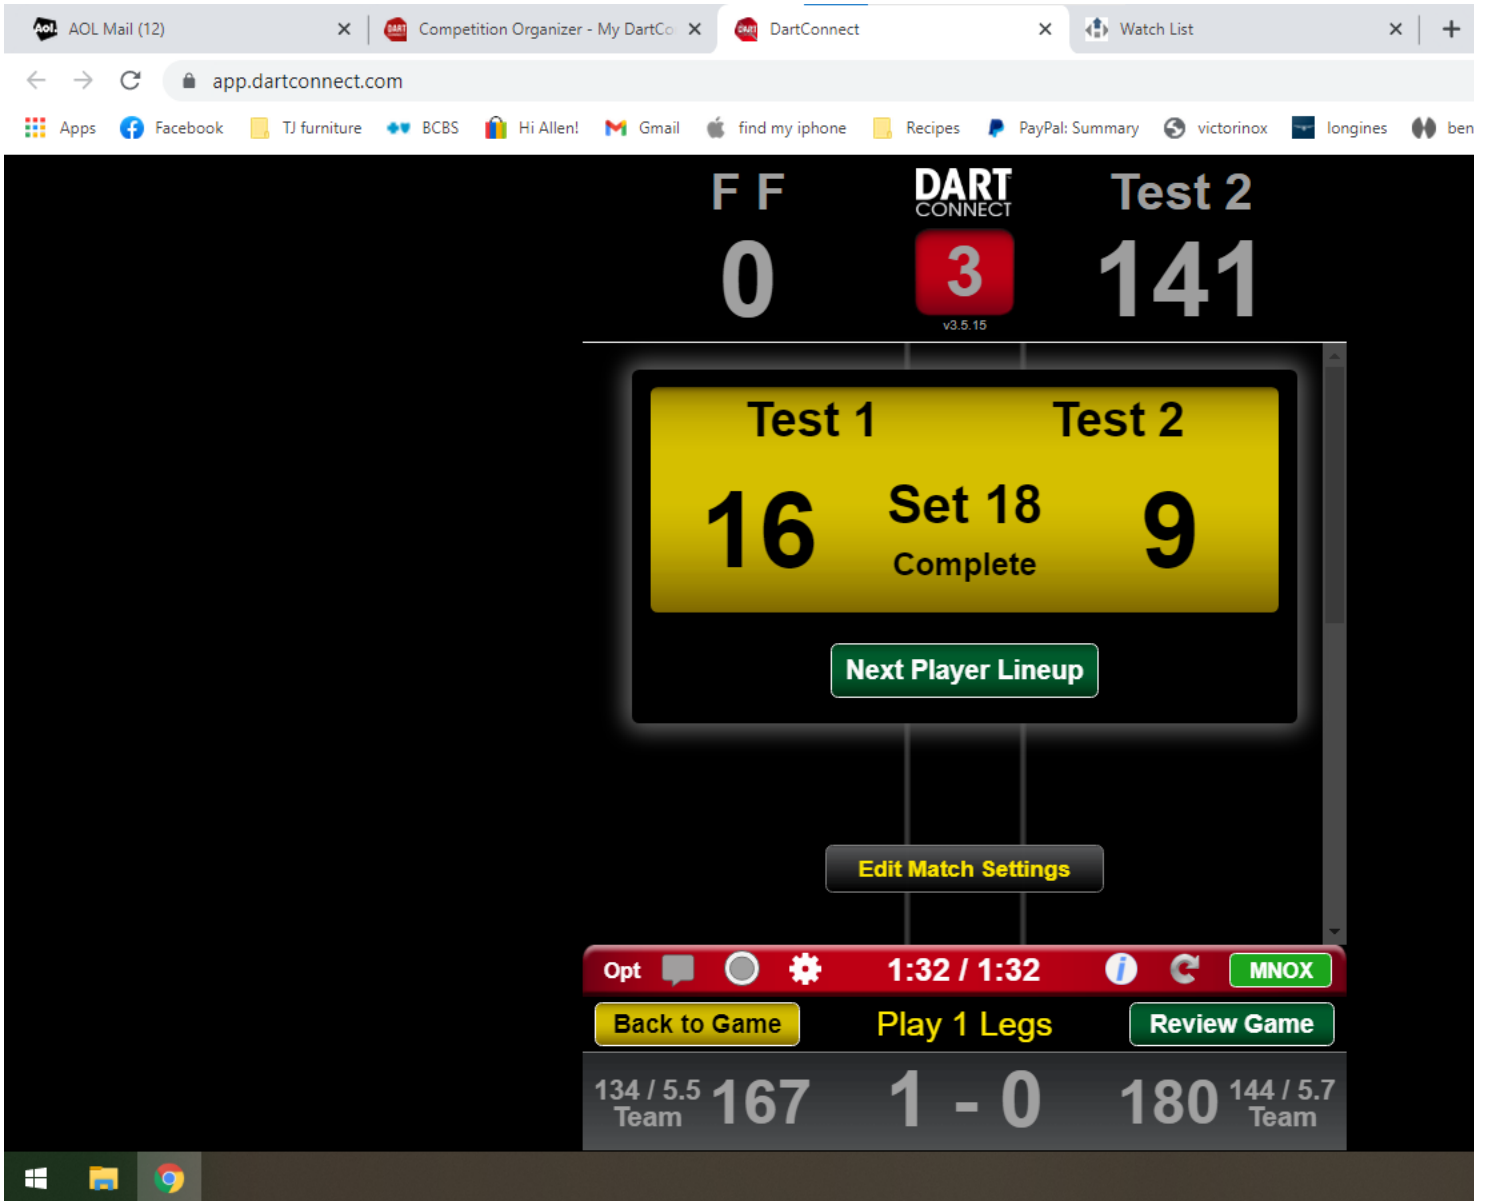 Aol. AOL Mail (12) Competition Organizer - My DartCo DartConnect Watch List
app.dartconnect.com
Apps Facebook TJ furniture BCBS Hi Allen! Gmail find my iphone Recipes PayPal: Summary victorinox longines ben
F F DART CONNECT Test 2
0 3 141
v3.5.15
Test 1 Test 2
16 Set 18 9
Complete
Next Player Lineup
Edit Match Settings
Opt 1:32 / 1:32 i MNOX
Back to Game Play 1 Legs Review Game
134 / 5.5 Team 167 1 - 0 180 144 / 5.7 Team